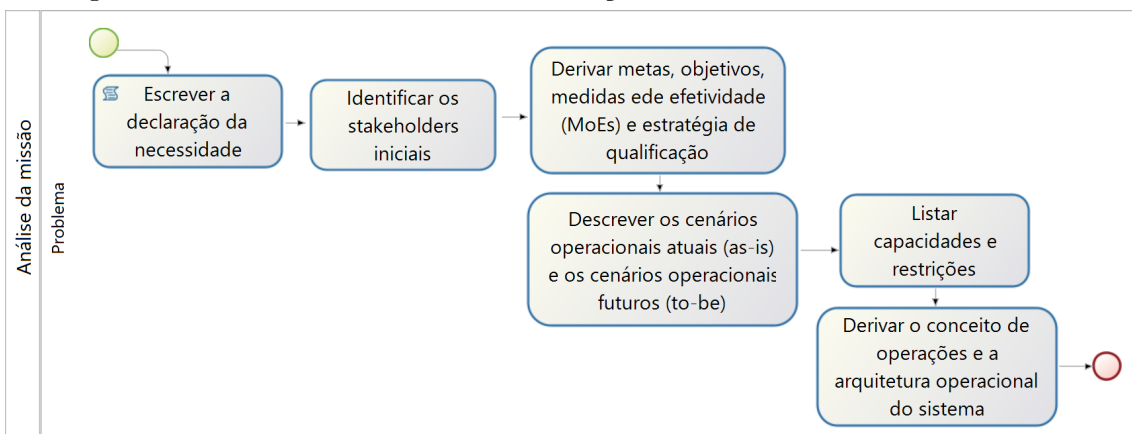 Análise da missão
Problema
Escrever a
declaração da
necessidade
Identificar os
stakeholders
iniciais
Derivar metas, objetivos,
medidas ede efetividade
(MoEs) e estratégia de
qualificação
Descrever os cenários
operacionais atuais (as-is)
e os cenários operacionais
futuros (to-be)
Listar
capacidades e
restrições
Derivar o conceito de
operações e a
arquitetura operacional
do sistema